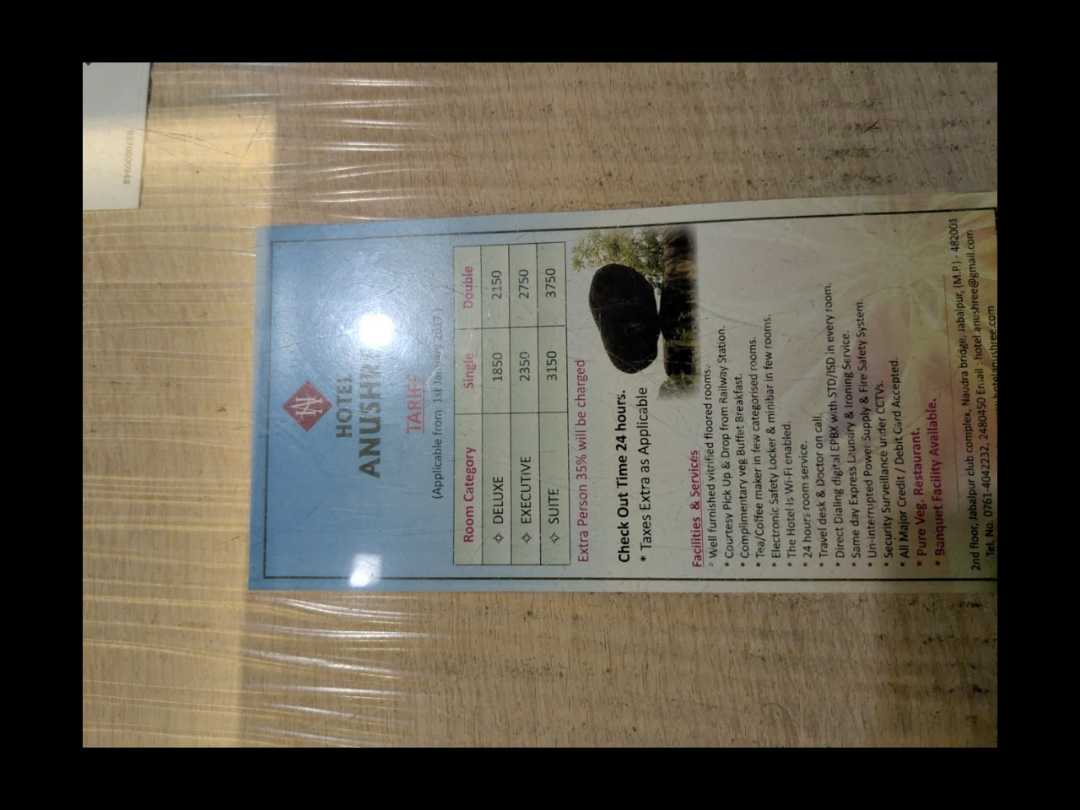 HOTEL
ANUSHREE
TARIFF
(Applicable from 1st January 2017 )
Room Category Single Double
✧ DELUXE 1850 2150
✧ EXECUTIVE 2350 2750
✧ SUITE 3150 3750
Extra Person 35% will be charged
Check Out Time 24 hours.
* Taxes Extra as Applicable
Facilities & Services
* Well furnished vitrified floored rooms.
* Courtesy Pick Up & Drop from Railway Station.
* Complimentary veg Buffet Breakfast.
* Tea/Coffee maker in few categorised rooms.
* Electronic Safety Locker & minibar in few rooms.
* The Hotel is Wi-Fi enabled.
* 24 hours room service.
* Travel desk & Doctor on call.
* Direct Dialing digital EPBX with STD/ISD in every room.
* Same day Express Laundry & Ironing Service.
* Un-interrupted Power Supply & Fire Safety System.
* Security Surveillance under CCTVs.
* All Major Credit / Debit Card Accepted.
* Pure Veg. Restaurant.
* Banquet Facility Available.
2nd floor, Jabalpur club complex, Naudra bridge, Jabalpur, (M.P.) - 482001
Tel. No. 0761-4042232, 2480450 Email - hotel.anushree@gmail.com